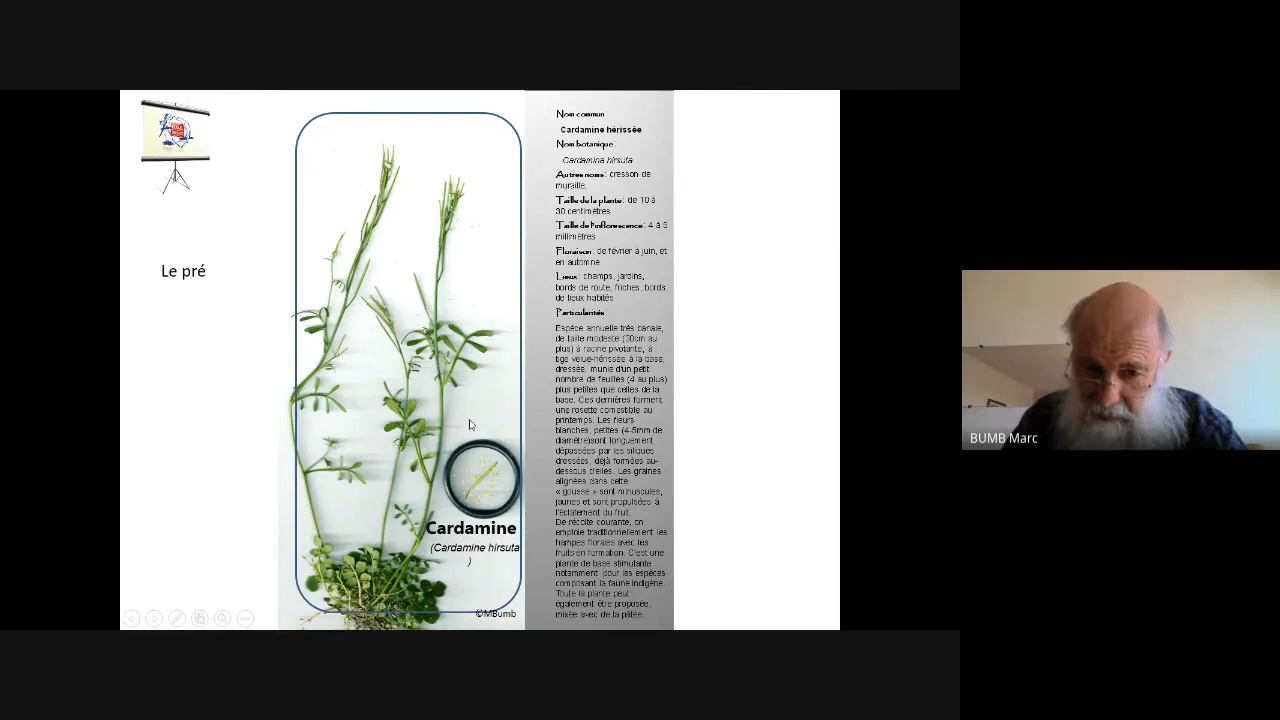 Le pré
Cardamine
(Cardamine hirsuta
)
©MBumb
Nom commun
Cardamine hérissée
Nom botanique :
Cardamina hirsuta
Autres noms : cresson de
muraille,
Taille de la plante : de 10 à
30 centimètres
Taille de l'inflorescence : 4 à 5
millimètres
Floraison : de février à juin, et
en automne
Lieux : champs, jardins,
bords de route, friches, bords
de lieux habités
Particularités :
Espèce annuelle très banale,
de taille modeste (30cm au
plus) à racine pivotante, à
tige velue-hérissée à la base,
dressée, munie d'un petit
nombre de feuilles (4 au plus)
plus petites que celles de la
base. Ces dernières forment
une rosette comestible au
printemps. Les fleurs
blanches, petites (4-5mm de
diamètre)sont longuement
dépassées par les siliques
dressées, déjà formées au-
dessous d'elles. Les graines
alignées dans cette
« gousse » sont minuscules,
jaunes et sont propulsées à
l'éclatement du fruit.
De récolte courante, on
emploie traditionnellement les
hampes florales avec les
fruits en formation. C'est une
plante de base stimulante
notamment pour les espèces
composant la faune indigène.
Toute la plante peut
également être proposée,
mixée avec de la pâtée.
BUMB Marc